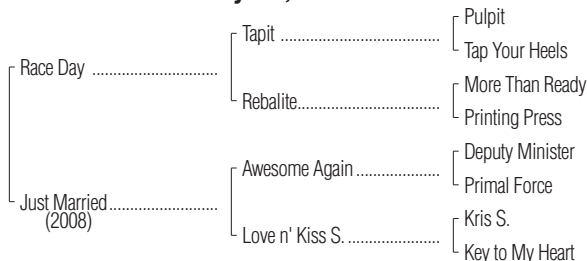 Pulpit
Tapit
Tap Your Heels
Race Day
More Than Ready
Rebalite
Printing Press
Deputy Minister
Awesome Again
Primal Force
Just Married
(2008)
Kris S.
Love n' Kiss S.
Key to My Heart